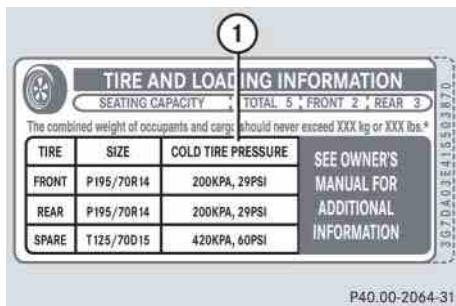 1
TIRE AND LOADING INFORMATION
SEATING CAPACITY TOTAL 5 FRONT 2 REAR 3
The combined weight of occupants and cargo should never exceed XXX kg or XXX lbs.*
TIRE SIZE COLD TIRE PRESSURE
FRONT P195/70R14 200KPA, 29PSI
REAR P195/70R14 200KPA, 29PSI
SPARE T125/70D15 420KPA, 60PSI
SEE OWNER'S
MANUAL FOR
ADDITIONAL
INFORMATION
3G7DA03E41S503870
P40.00-2064-31